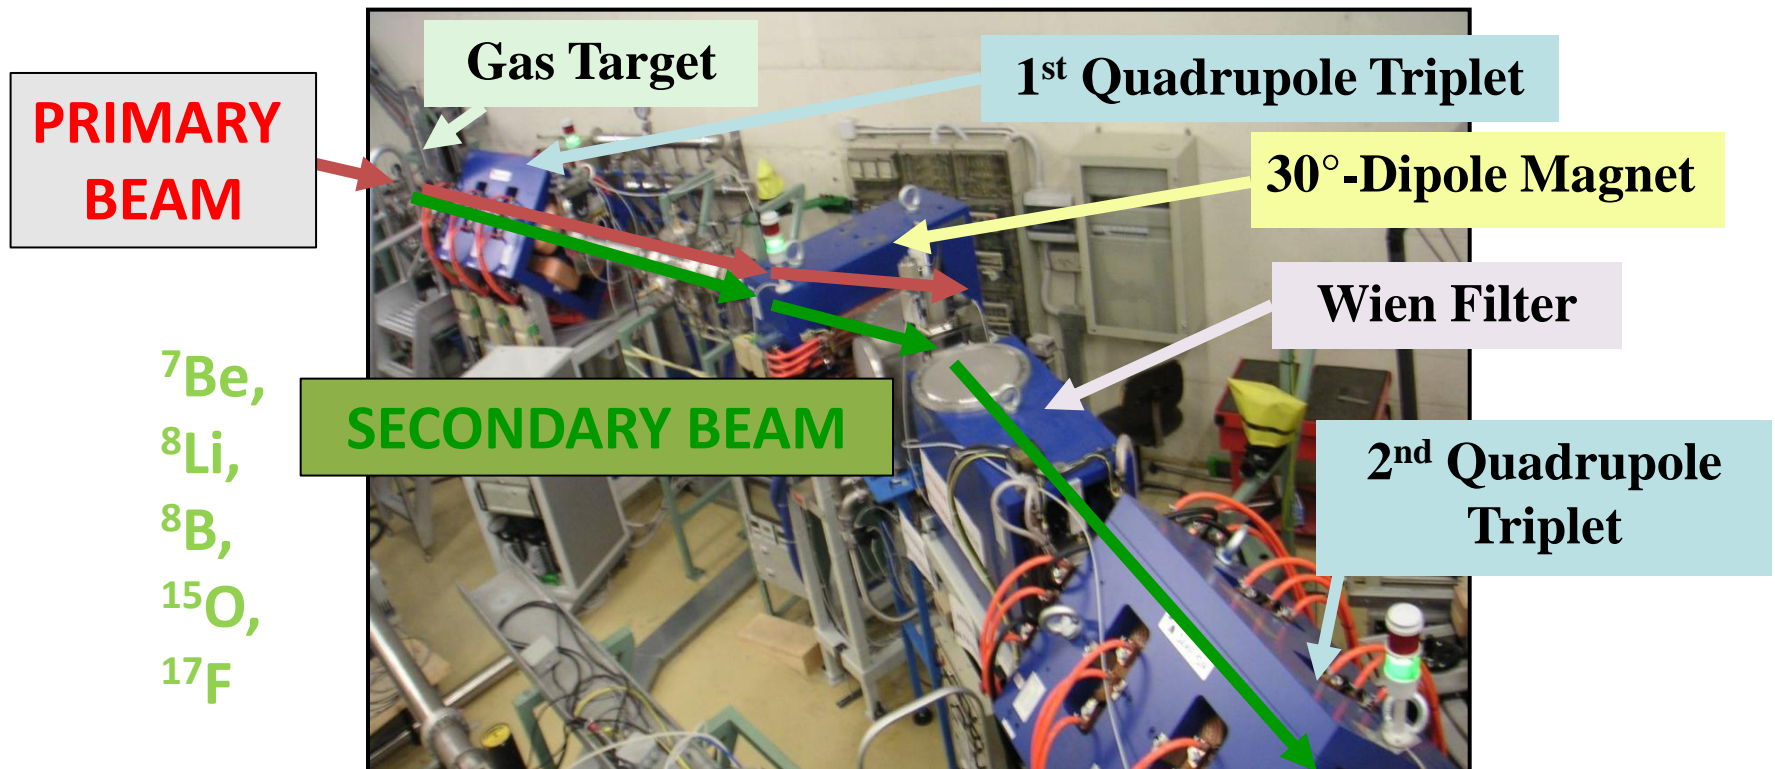 Gas Target
1st Quadrupole Triplet
PRIMARY
BEAM
30°-Dipole Magnet
Wien Filter
7Be,
8Li,
8B,
15O,
17F
SECONDARY BEAM
2nd Quadrupole
Triplet